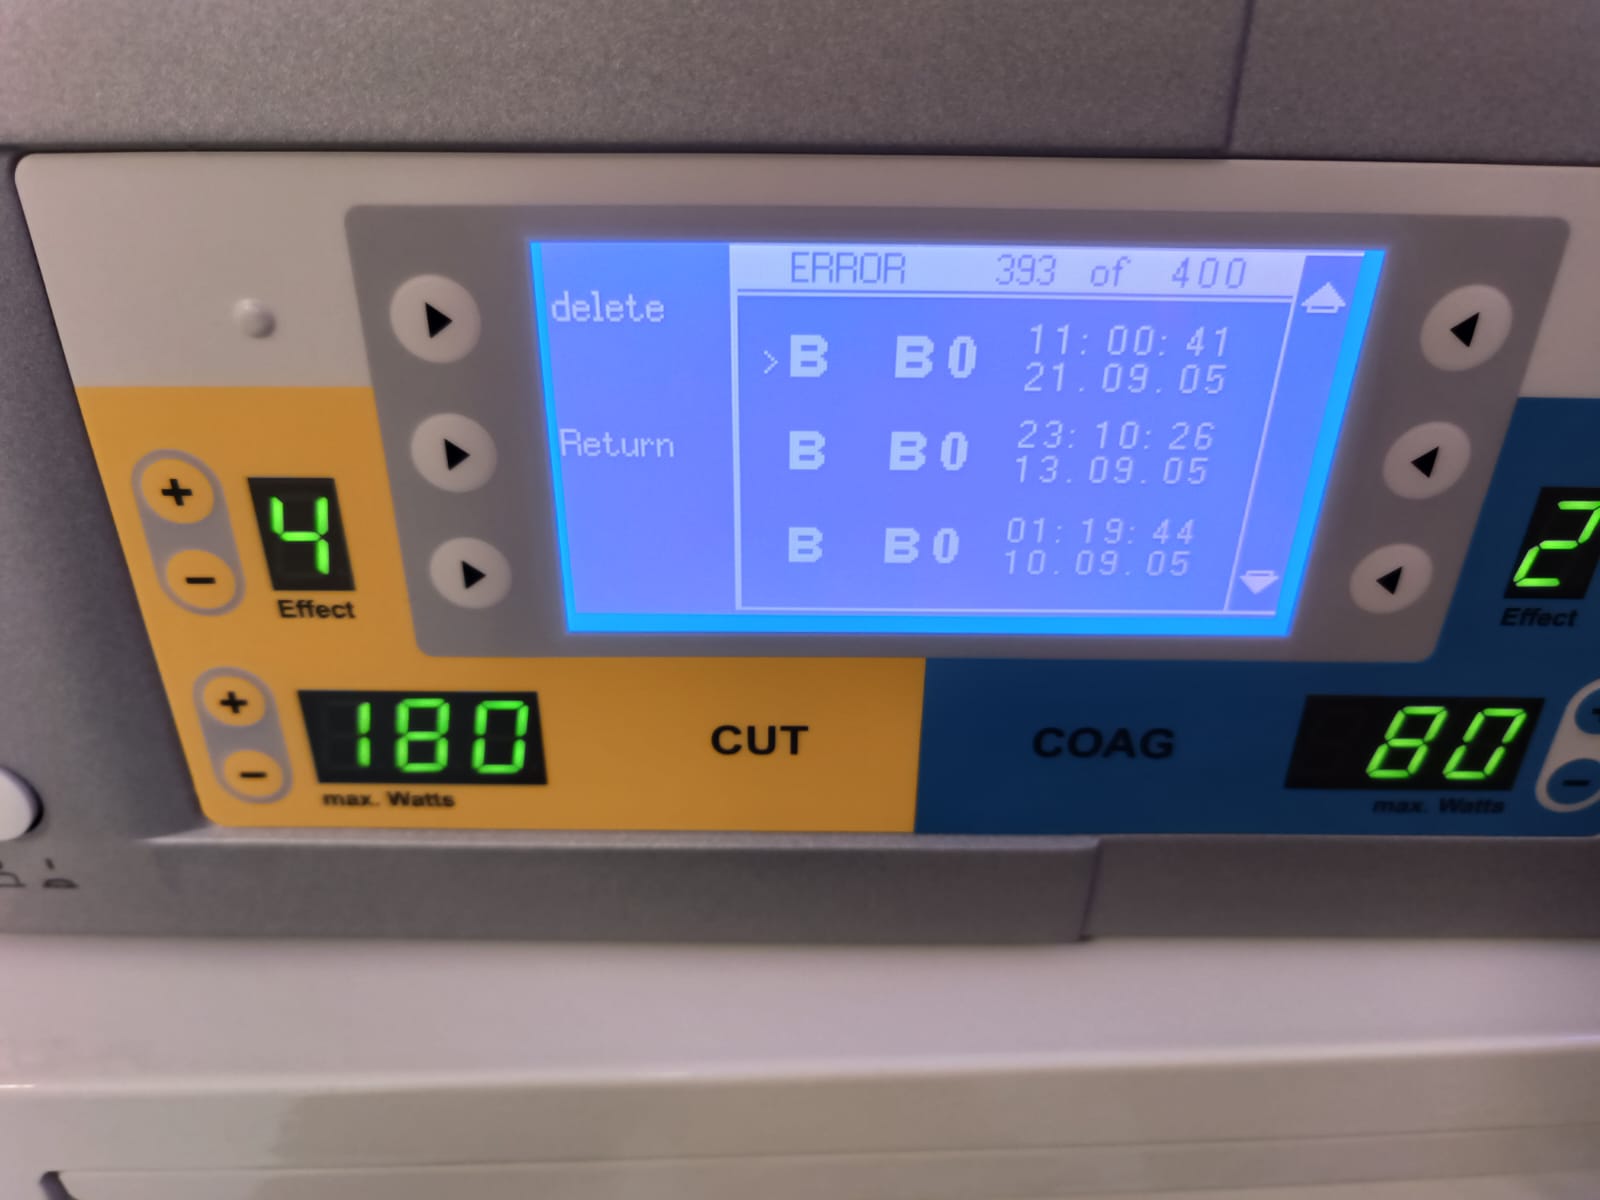 ERROR 393 of 400
delete
> B B0 11:00:41
21.09.05
Return
B B0 23:10:26
13.09.05
B B0 01:19:44
10.09.05
+
-
4
Effect
2
Effect
+
-
180
max. Watts
CUT
COAG
80
max. Watts
+
-